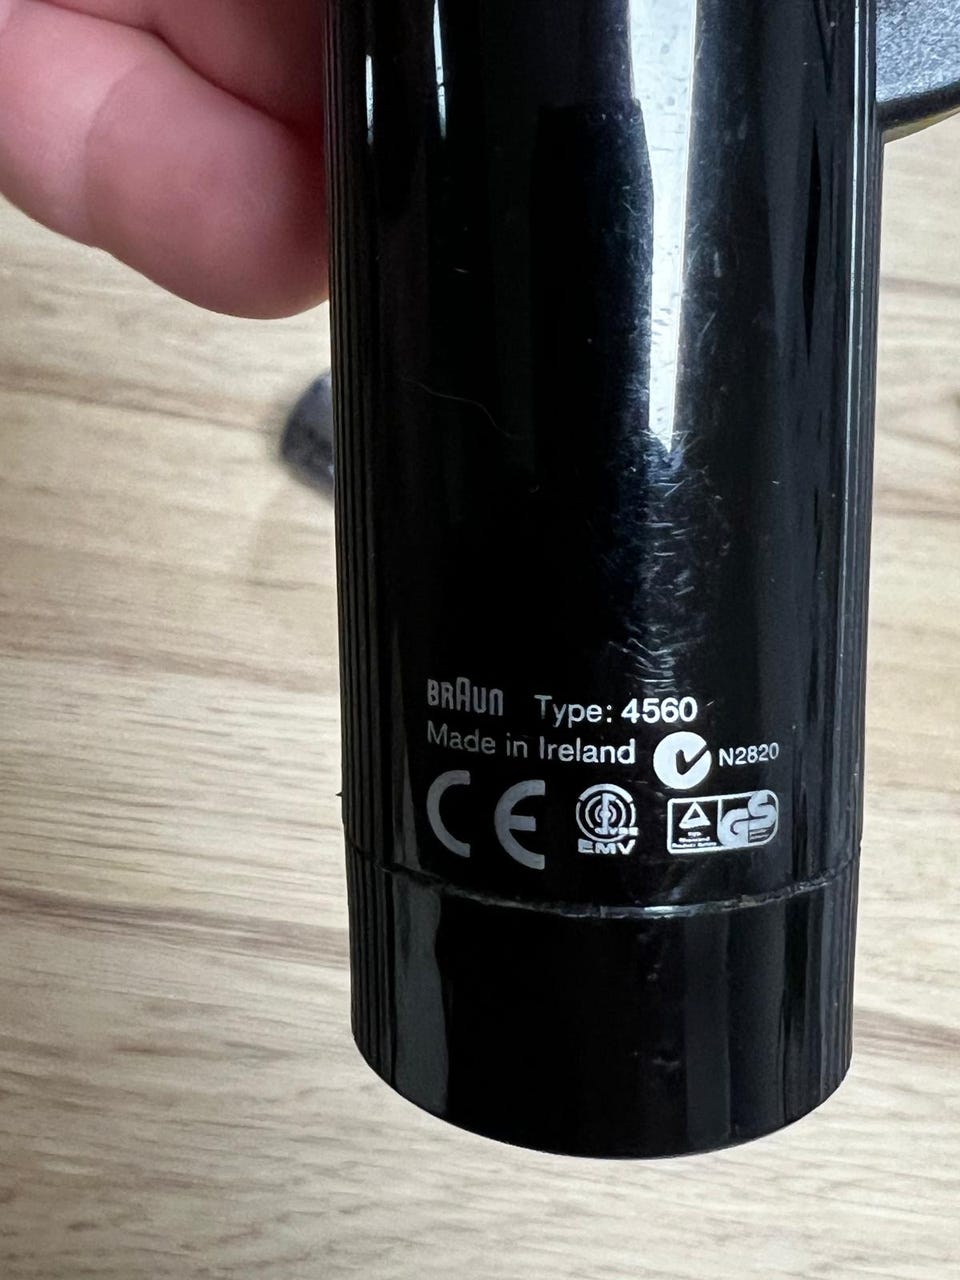 BRAUN Type: 4560
Made in Ireland N2820
CE EMV GS